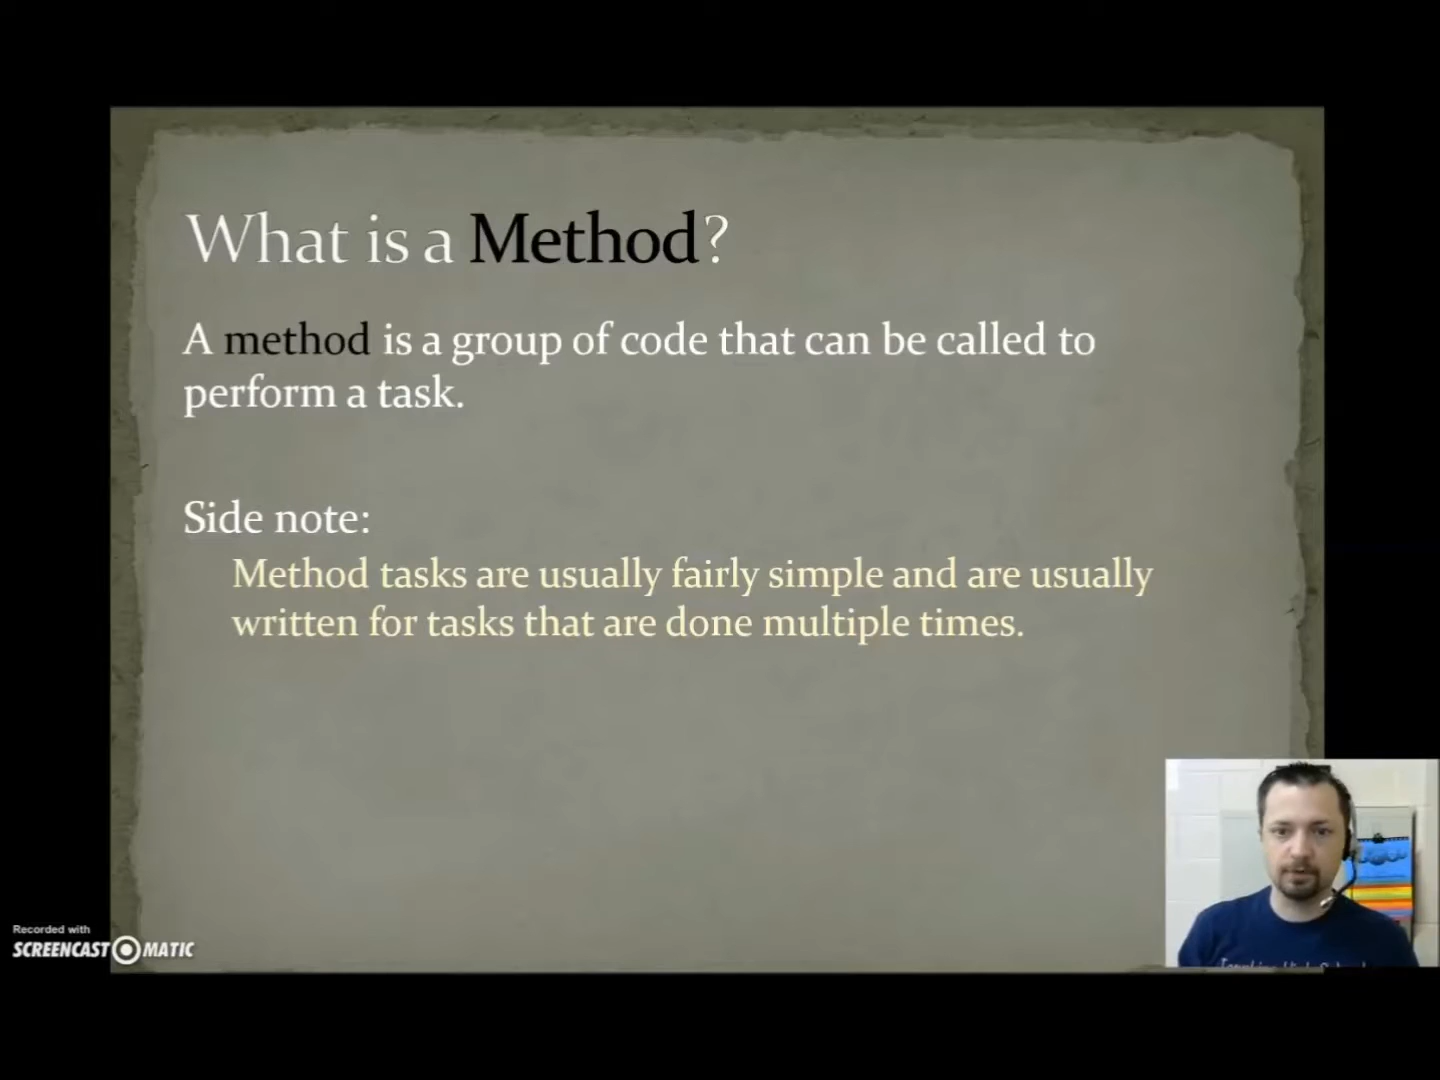 What is a Method?
A method is a group of code that can be called to
perform a task.
Side note:
Method tasks are usually fairly simple and are usually
written for tasks that are done multiple times.
Recorded with
SCREENCAST MATIC